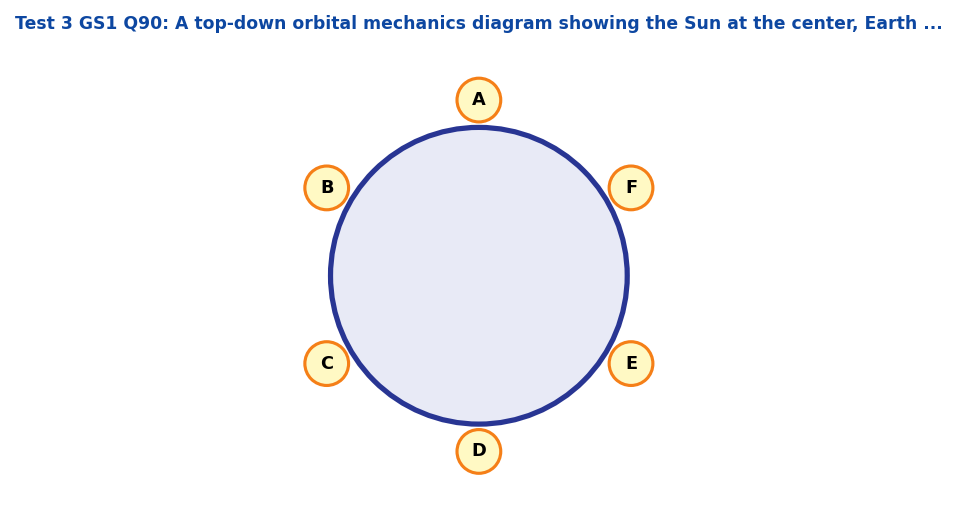 Test 3 GS1 Q90: A top-down orbital mechanics diagram showing the Sun at the center, Earth ...
A
B
F
C
E
D